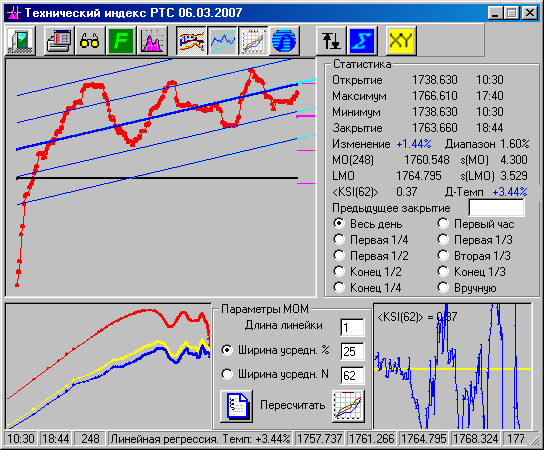 Технический индекс РТС 06.03.2007
F
Σ
XY
Статистика
Открытие 1738.630 10:30
Максимум 1766.610 17:40
Минимум 1738.630 10:30
Закрытие 1763.660 18:44
Изменение +1.44% Диапазон 1.60%
МО(248) 1760.548 s(МО) 4.300
LМО 1764.795 s(LМО) 3.529
<KSI(62)> 0.37 Д-Темп +3.44%
Предыдущее закрытие
Весь день Первый час
Первая 1/4 Первая 1/3
Первая 1/2 Вторая 1/3
Конец 1/2 Конец 1/3
Конец 1/4 Вручную
Параметры МОМ
Длина линейки 1
Ширина усредн. % 25
Ширина усредн. N 62
Пересчитать
<KSI(62)> = 0.37
10:30 18:44 248 Линейная регрессия. Темп: +3.44% 1757.737 1761.266 1764.795 1768.324 177